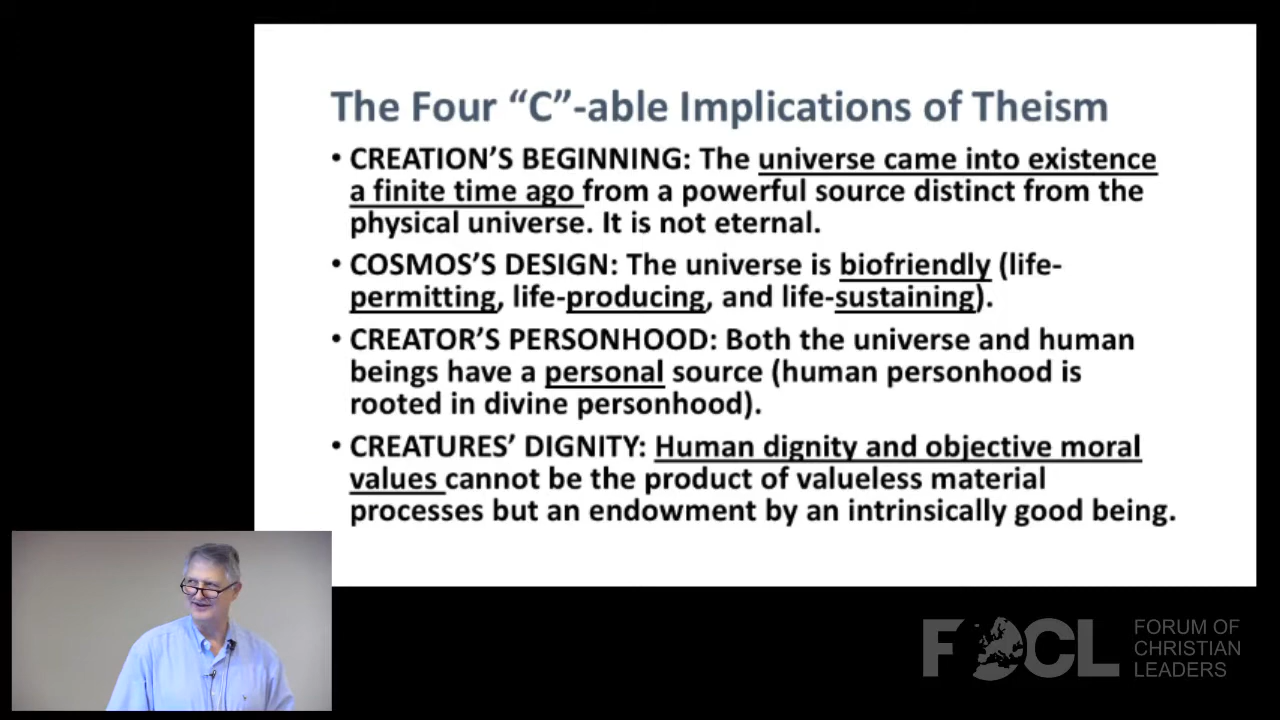 The Four “C”-able Implications of Theism
• CREATION’S BEGINNING: The universe came into existence
a finite time ago from a powerful source distinct from the
physical universe. It is not eternal.
• COSMOS’S DESIGN: The universe is biofriendly (life-
permitting, life-producing, and life-sustaining).
• CREATOR’S PERSONHOOD: Both the universe and human
beings have a personal source (human personhood is
rooted in divine personhood).
• CREATURES’ DIGNITY: Human dignity and objective moral
values cannot be the product of valueless material
processes but an endowment by an intrinsically good being.
FOCL
FORUM OF
CHRISTIAN
LEADERS